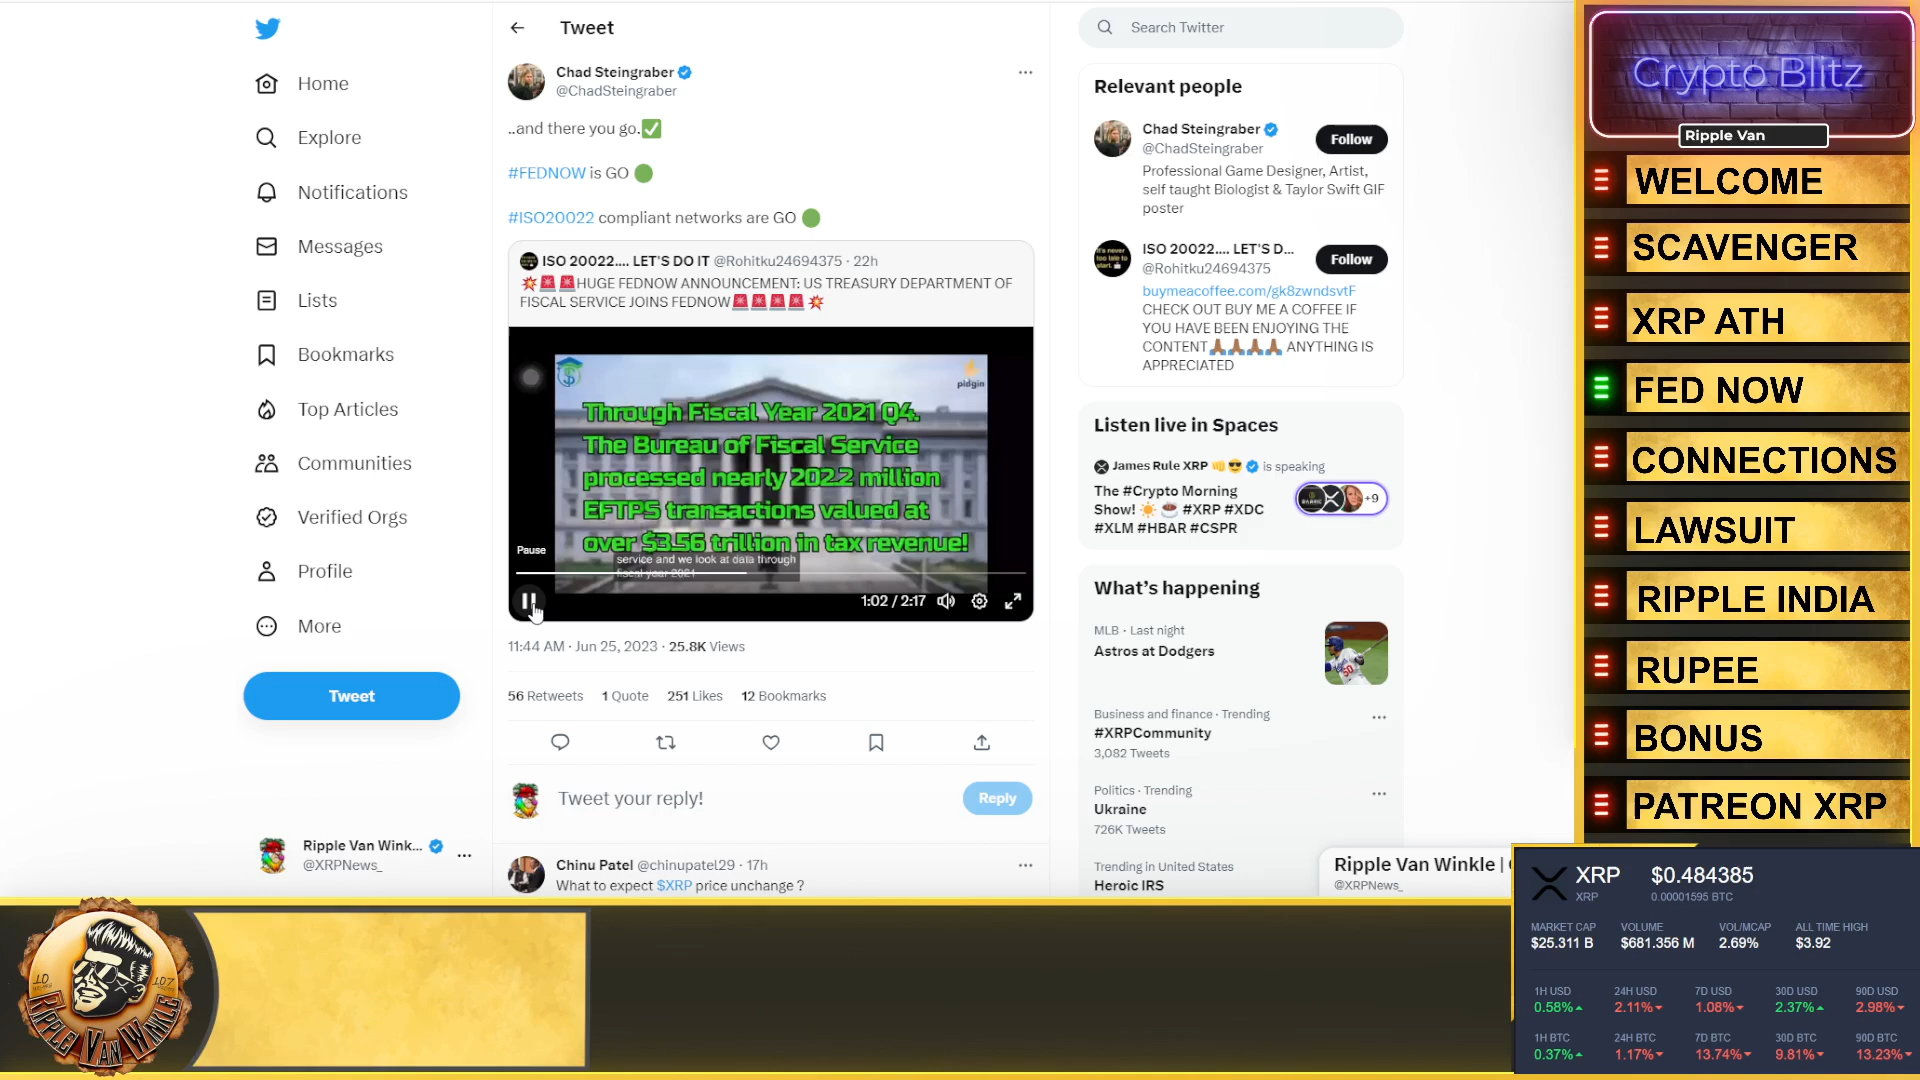 Home
Explore
Notifications
Messages
Lists
Bookmarks
Top Articles
Communities
Verified Orgs
Profile
More
Tweet
Ripple Van Wink...
@XRPNews_
Tweet
Chad Steingraber
@ChadSteingraber
..and there you go.
#FEDNOW is GO
#ISO20022 compliant networks are GO
ISO 20022.... LET'S DO IT @Rohitku24694375 · 22h
HUGE FEDNOW ANNOUNCEMENT: US TREASURY DEPARTMENT OF
FISCAL SERVICE JOINS FEDNOW
pidgin
Through Fiscal Year 2021 Q4.
The Bureau of Fiscal Service
processed nearly 202.2 million
EFTPS transactions valued at
over $3.56 trillion in tax revenue!
service and we look at data through
fiscal year 2021
Pause
1:02 / 2:17
11:44 AM · Jun 25, 2023 · 25.8K Views
56 Retweets 1 Quote 251 Likes 12 Bookmarks
Tweet your reply!
Reply
Chinu Patel @chinupatel29 · 17h
What to expect $XRP price unchange ?
Search Twitter
Relevant people
Chad Steingraber
@ChadSteingraber
Follow
Professional Game Designer, Artist,
self taught Biologist & Taylor Swift GIF
poster
ISO 20022.... LET'S D...
@Rohitku24694375
Follow
buymeacoffee.com/gk8zwndsvtF
CHECK OUT BUY ME A COFFEE IF
YOU HAVE BEEN ENJOYING THE
CONTENT ANYTHING IS
APPRECIATED
Listen live in Spaces
James Rule XRP is speaking
The #Crypto Morning
Show! #XRP #XDC
#XLM #HBAR #CSPR
+9
What's happening
MLB · Last night
Astros at Dodgers
Business and finance · Trending
#XRPCommunity
3,082 Tweets
Politics · Trending
Ukraine
726K Tweets
Trending in United States
Heroic IRS
Ripple Van Winkle |
@XRPNews_
Crypto Blitz
Ripple Van
WELCOME
SCAVENGER
XRP ATH
FED NOW
CONNECTIONS
LAWSUIT
RIPPLE INDIA
RUPEE
BONUS
PATREON XRP
XRP
XRP
$0.484385
0.00001595 BTC
MARKET CAP VOLUME VOL/MCAP ALL TIME HIGH
$25.311 B $681.356 M 2.69% $3.92
1H USD 24H USD 7D USD 30D USD 90D USD
0.58% 2.11% 1.08% 2.37% 2.98%
1H BTC 24H BTC 7D BTC 30D BTC 90D BTC
0.37% 1.17% 13.74% 9.81% 13.23%
RIPPLE VAN WINKLE